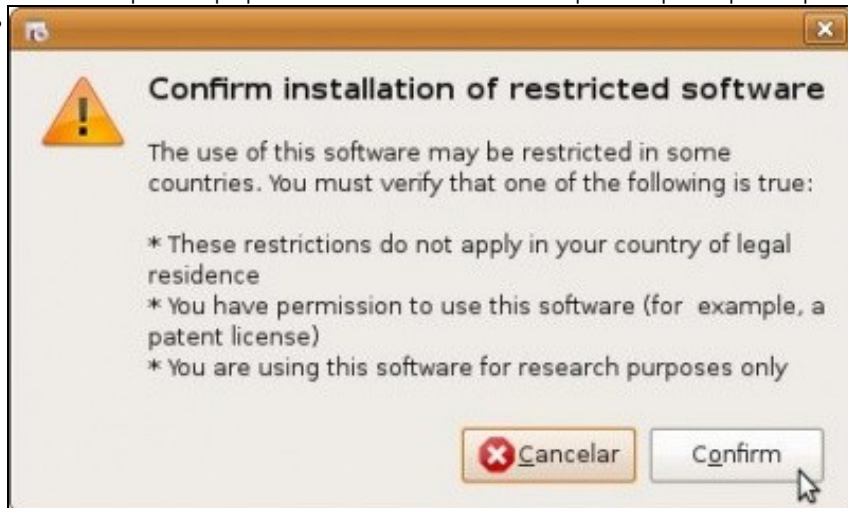 Confirm installation of restricted software
The use of this software may be restricted in some
countries. You must verify that one of the following is true:
* These restrictions do not apply in your country of legal
residence
* You have permission to use this software (for example, a
patent license)
* You are using this software for research purposes only
Cancelar Confirm